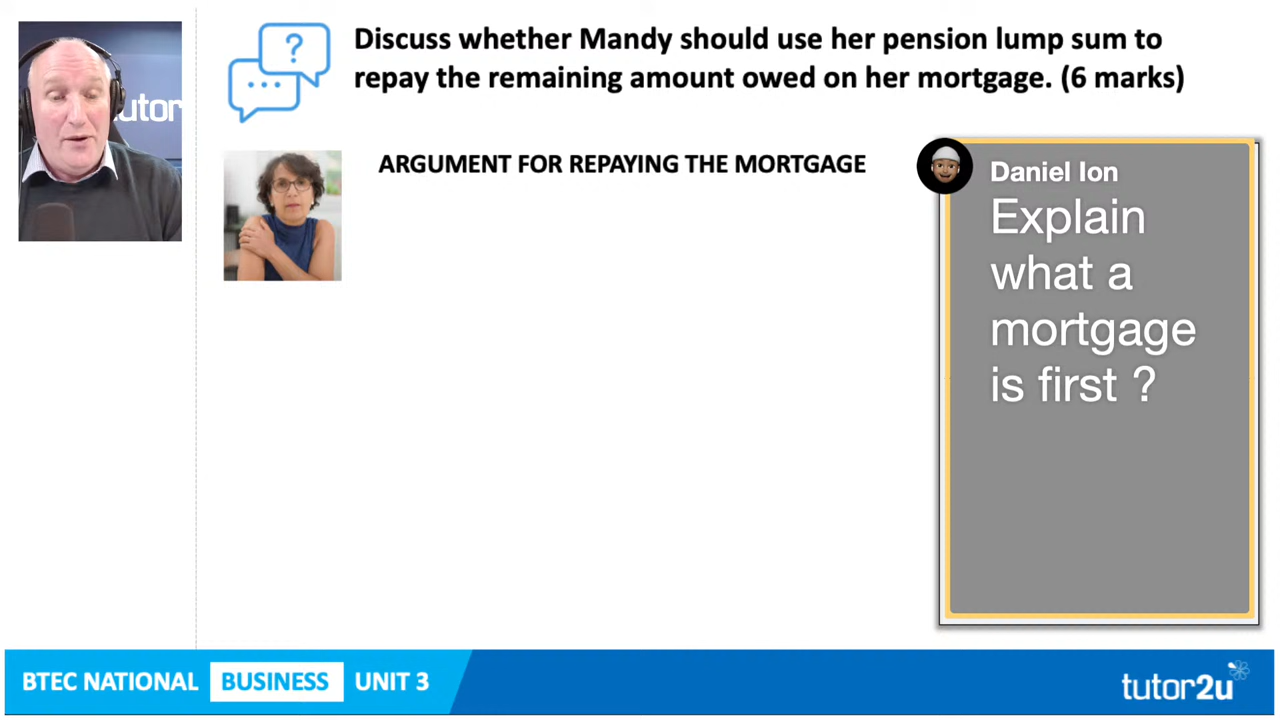 utor
Discuss whether Mandy should use her pension lump sum to
repay the remaining amount owed on her mortgage. (6 marks)
?
ARGUMENT FOR REPAYING THE MORTGAGE
Daniel Ion
Explain
what a
mortgage
is first ?
BTEC NATIONAL BUSINESS UNIT 3
tutor2u